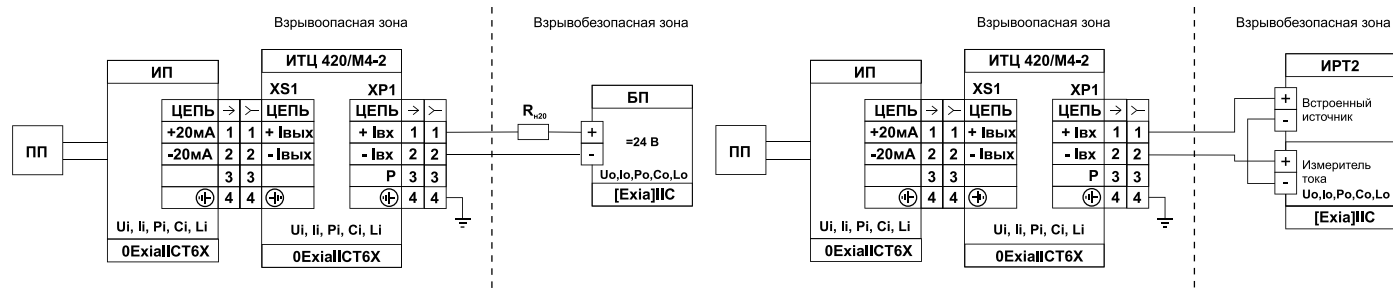 Взрывоопасная зона
Взрывобезопасная зона
ИП
ИТЦ 420/М4-2
XS1
XP1
ЦЕПЬ
ЦЕПЬ
ЦЕПЬ
+20мА 1 1 + Iвых
-20мА 2 2 - Iвых
3 3
4 4
+ Iвх 1 1
- Iвх 2 2
P 3 3
4 4
ПП
Ui, Ii, Pi, Ci, Li
0ExiaIICT6X
Ui, Ii, Pi, Ci, Li
0ExiaIICT6X
Rн20
БП
+
=24 В
-
Uo,Io,Po,Co,Lo
[Exia]IIC
Взрывоопасная зона
Взрывобезопасная зона
ИП
ИТЦ 420/М4-2
XS1
XP1
ЦЕПЬ
ЦЕПЬ
ЦЕПЬ
+20мА 1 1 + Iвых
-20мА 2 2 - Iвых
3 3
4 4
+ Iвх 1 1
- Iвх 2 2
P 3 3
4 4
ПП
Ui, Ii, Pi, Ci, Li
0ExiaIICT6X
Ui, Ii, Pi, Ci, Li
0ExiaIICT6X
ИРТ2
+
-
Встроенный
источник
+
-
Измеритель
тока
Uo,Io,Po,Co,Lo
[Exia]IIC